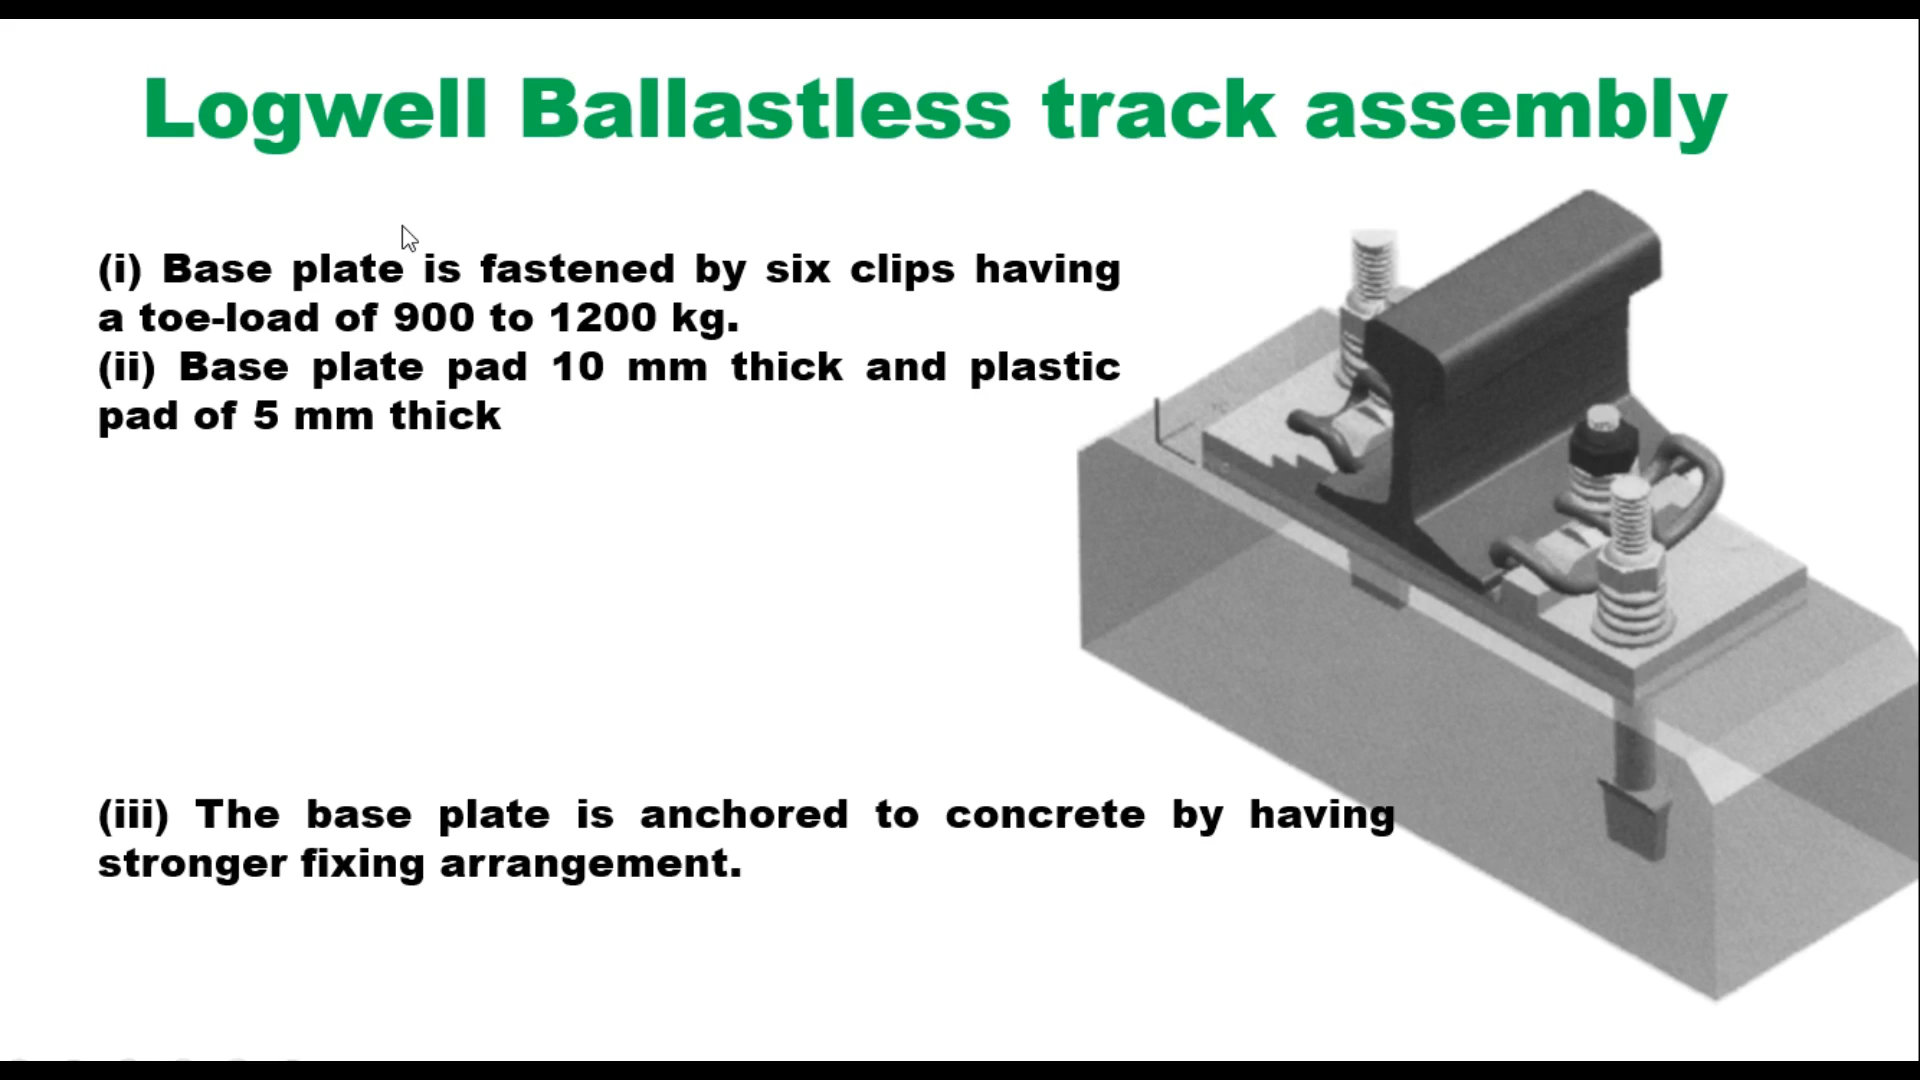 Logwell Ballastless track assembly
(i) Base plate is fastened by six clips having
a toe-load of 900 to 1200 kg.
(ii) Base plate pad 10 mm thick and plastic
pad of 5 mm thick
(iii) The base plate is anchored to concrete by having
stronger fixing arrangement.